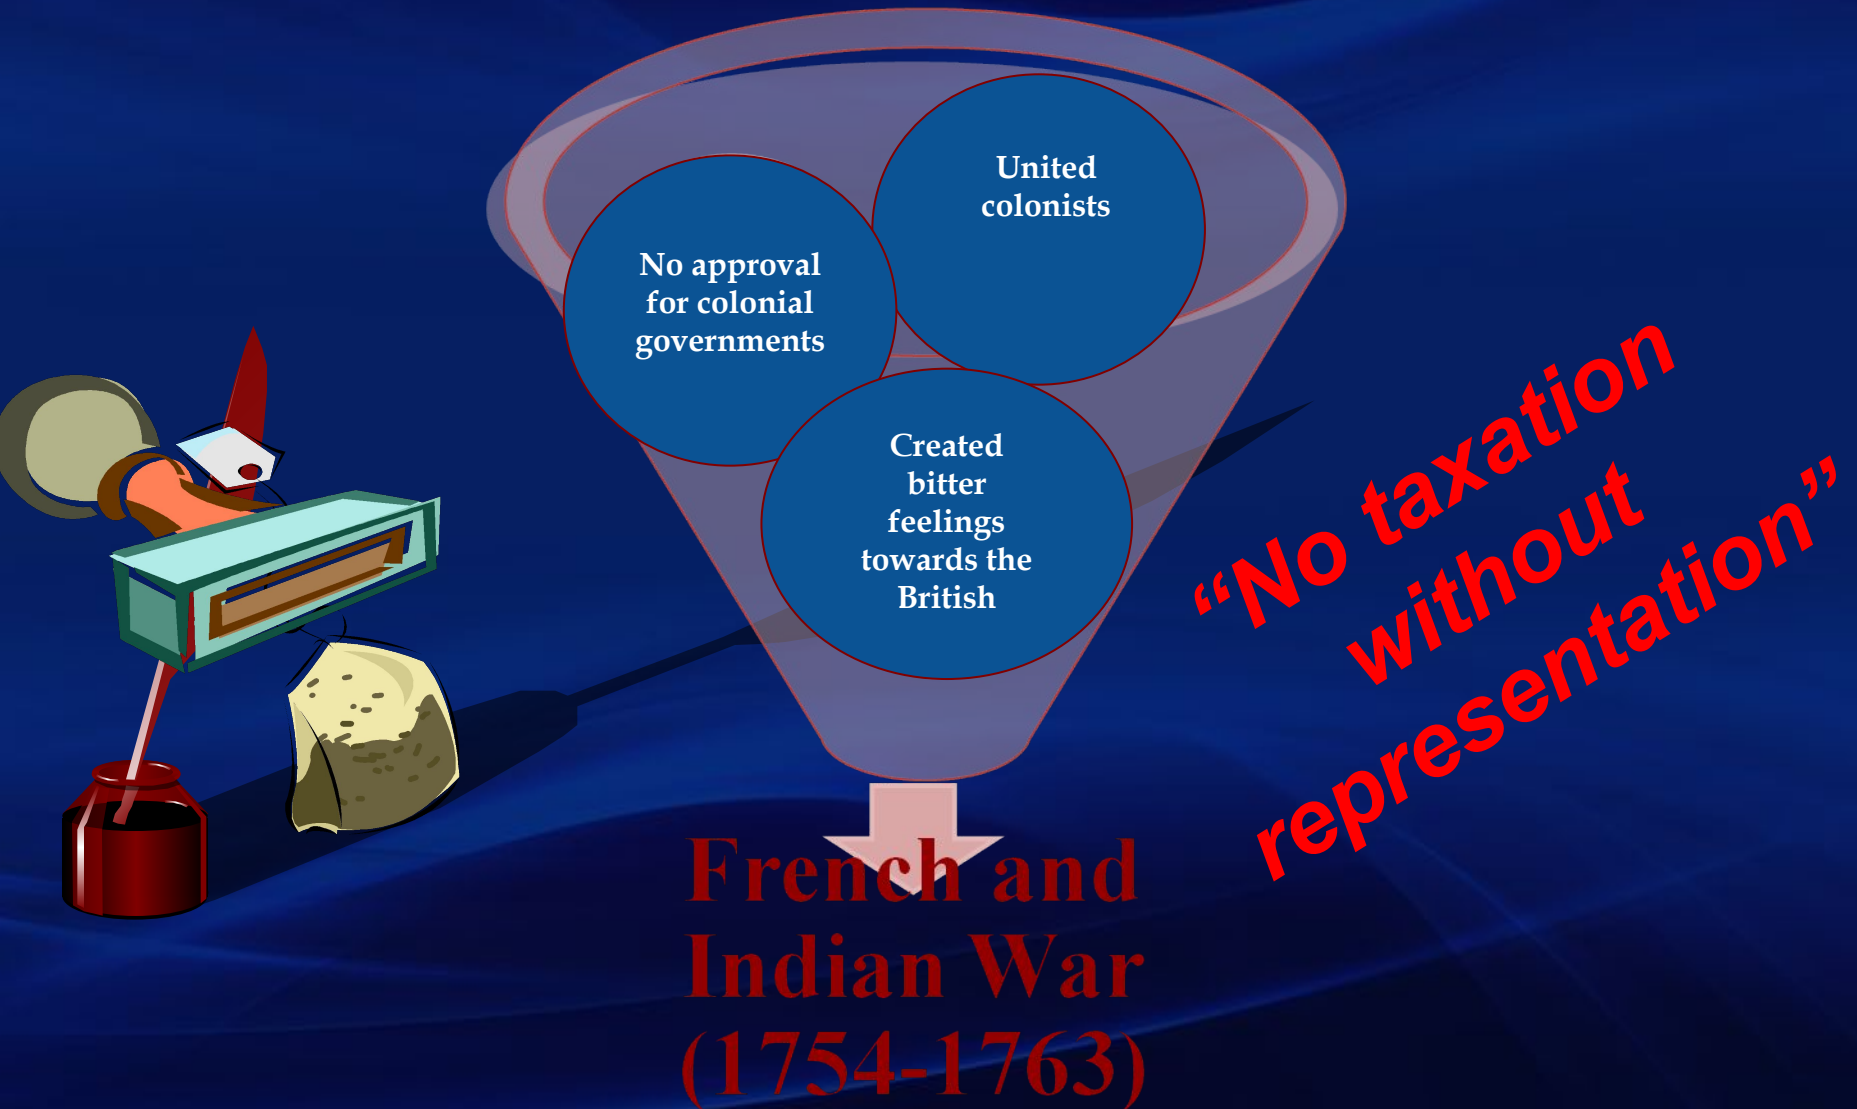 United
colonists
No approval
for colonial
governments
Created
bitter
feelings
towards the
British
“No taxation
without
representation”
French and
Indian War
(1754-1763)